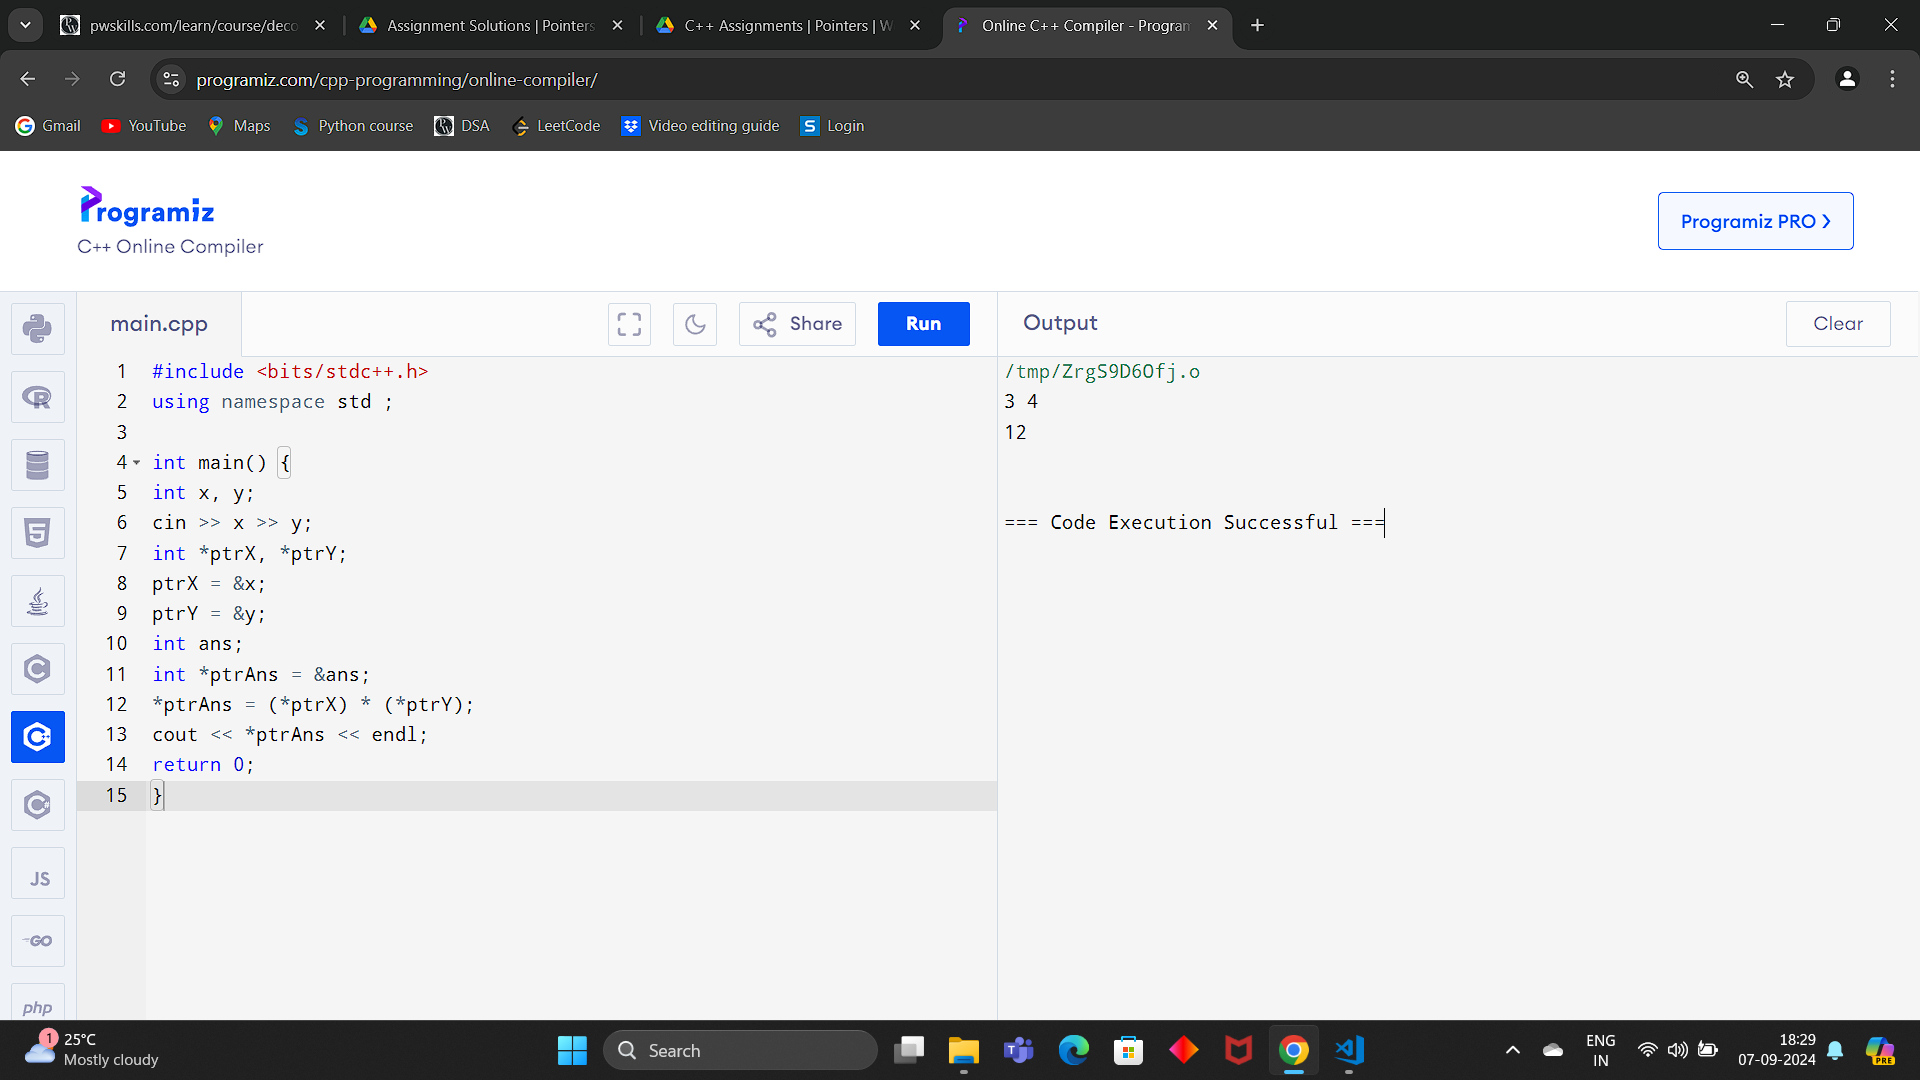 pwskills.com/learn/course/deco
Assignment Solutions | Pointers
C++ Assignments | Pointers | W
Online C++ Compiler - Program
programiz.com/cpp-programming/online-compiler/
Gmail
YouTube
Maps
Python course
DSA
LeetCode
Video editing guide
S Login
Programiz
C++ Online Compiler
Programiz PRO >
main.cpp
Share
Run
Output
Clear
1 #include <bits/stdc++.h>
2 using namespace std ;
3
4 int main() {
5 int x, y;
6 cin >> x >> y;
7 int *ptrX, *ptrY;
8 ptrX = &x;
9 ptrY = &y;
10 int ans;
11 int *ptrAns = &ans;
12 *ptrAns = (*ptrX) * (*ptrY);
13 cout << *ptrAns << endl;
14 return 0;
15 }
/tmp/ZrgS9D6Ofj.o
3 4
12
=== Code Execution Successful ===
JS
GO
php
1
25°C
Mostly cloudy
Search
ENG
IN
18:29
07-09-2024
PRE